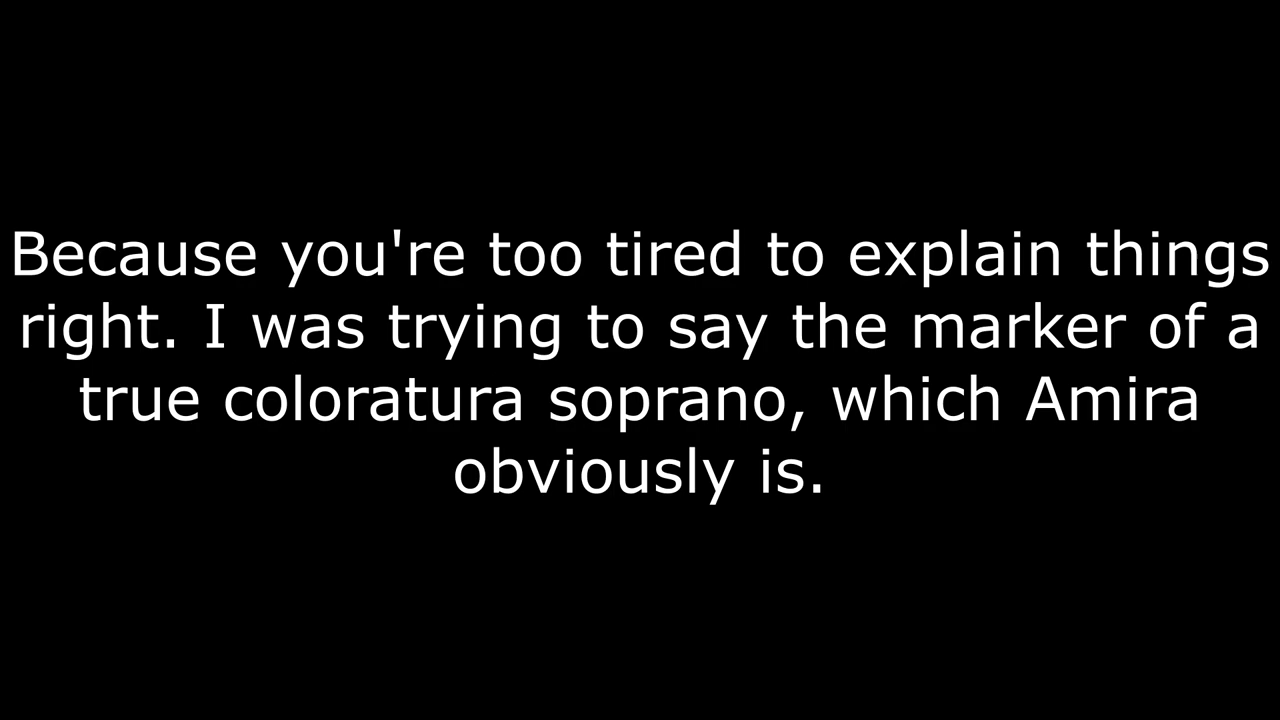 Because you're too tired to explain things
right. I was trying to say the marker of a
true coloratura soprano, which Amira
obviously is.